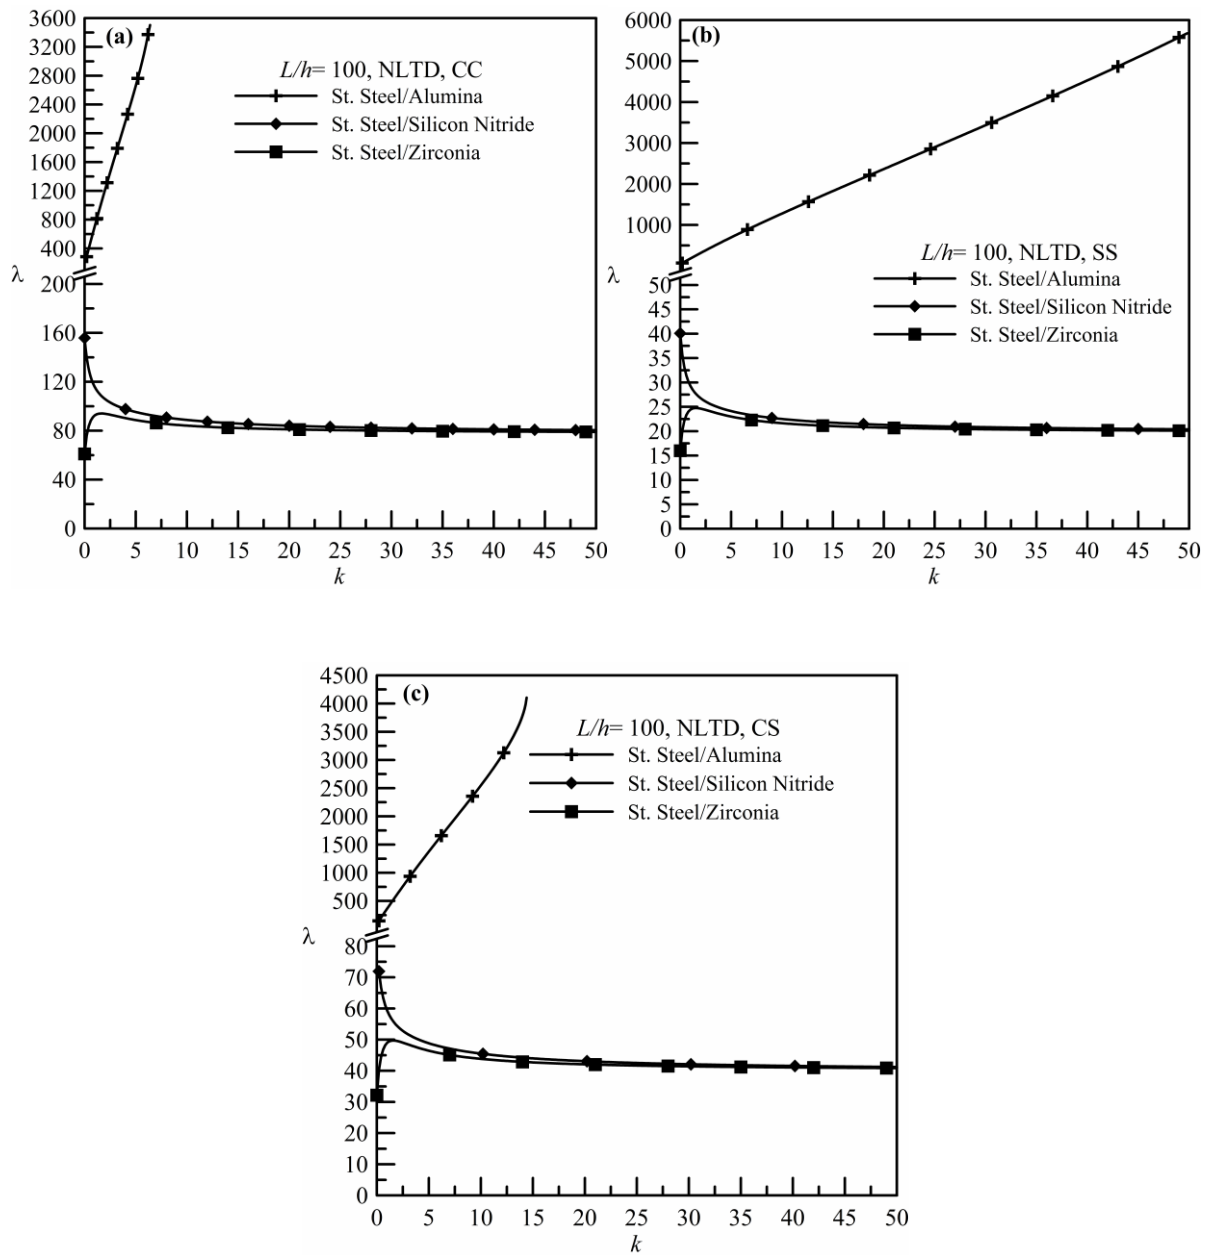 (a)
L/h= 100, NLTD, CC
St. Steel/Alumina
St. Steel/Silicon Nitride
St. Steel/Zirconia
3600
3200
2800
2400
2000
1600
1200
800
400
λ
200
160
120
80
40
0
0 5 10 15 20 25 30 35 40 45 50
k
(b)
6000
5000
4000
3000
2000
1000
L/h= 100, NLTD, SS
St. Steel/Alumina
St. Steel/Silicon Nitride
St. Steel/Zirconia
λ
50
45
40
35
30
25
20
15
10
5
0
0 5 10 15 20 25 30 35 40 45 50
k
(c)
4500
4000
3500
3000
2500
2000
1500
1000
500
L/h= 100, NLTD, CS
St. Steel/Alumina
St. Steel/Silicon Nitride
St. Steel/Zirconia
λ
80
70
60
50
40
30
20
10
0
0 5 10 15 20 25 30 35 40 45 50
k